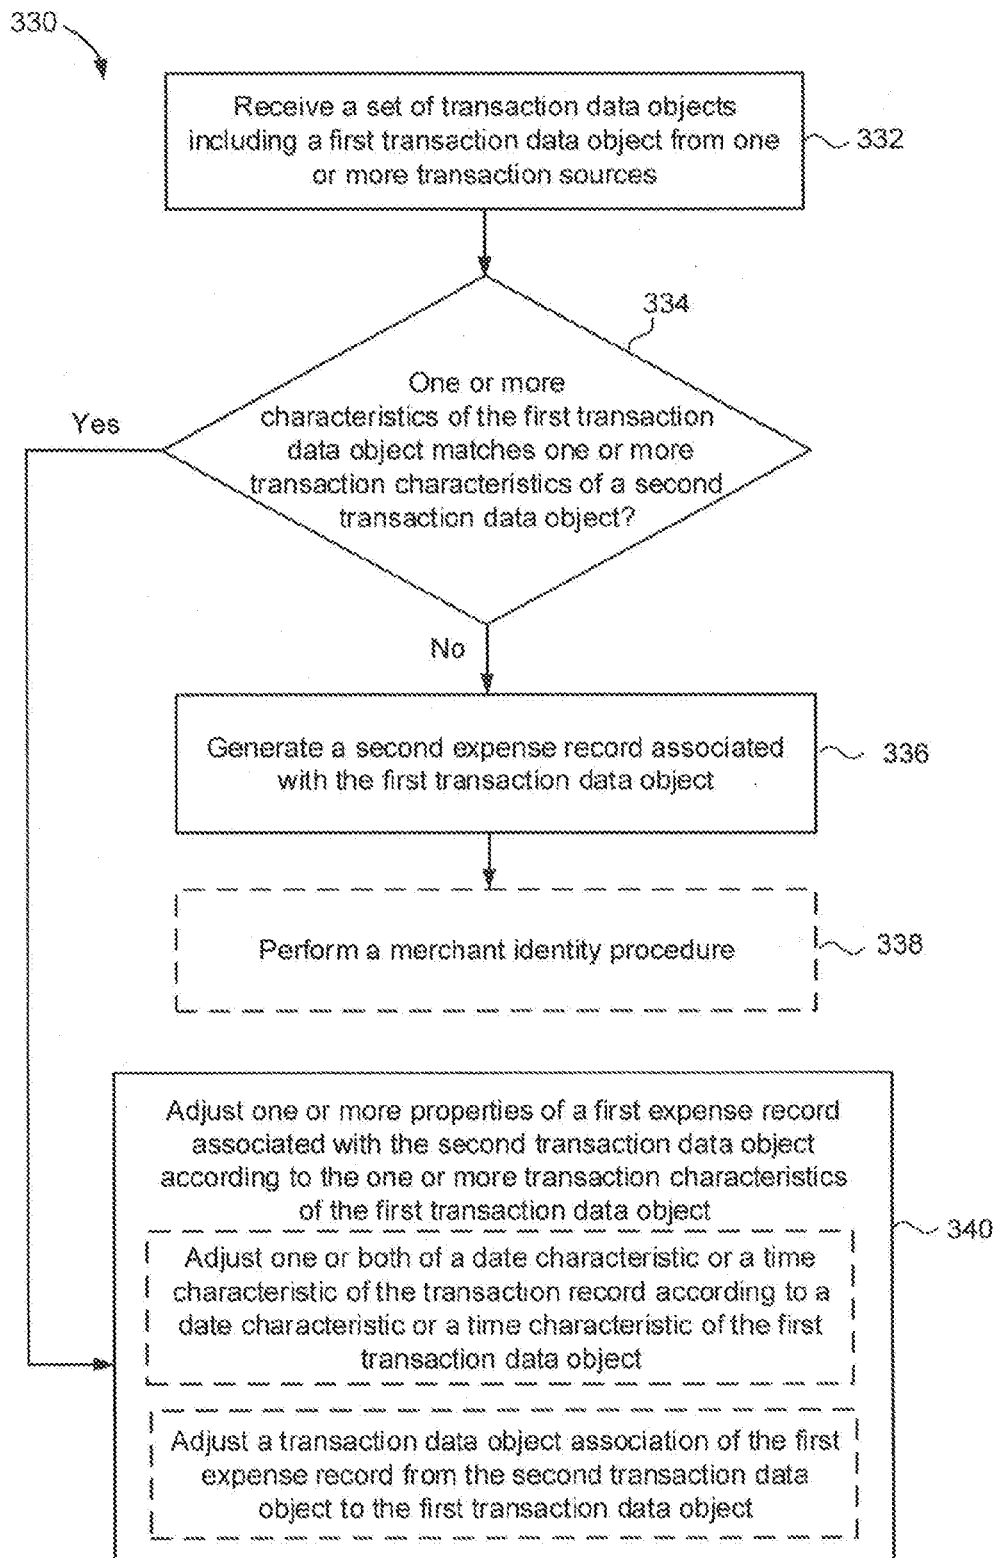 330
Receive a set of transaction data objects
including a first transaction data object from one
or more transaction sources
332
334
One or more
characteristics of the first transaction
data object matches one or more
transaction characteristics of a second
transaction data object?
Yes
No
Generate a second expense record associated
with the first transaction data object
336
Perform a merchant identity procedure
338
Adjust one or more properties of a first expense record
associated with the second transaction data object
according to the one or more transaction characteristics
of the first transaction data object
340
Adjust one or both of a date characteristic or a time
characteristic of the transaction record according to a
date characteristic or a time characteristic of the first
transaction data object
Adjust a transaction data object association of the first
expense record from the second transaction data
object to the first transaction data object